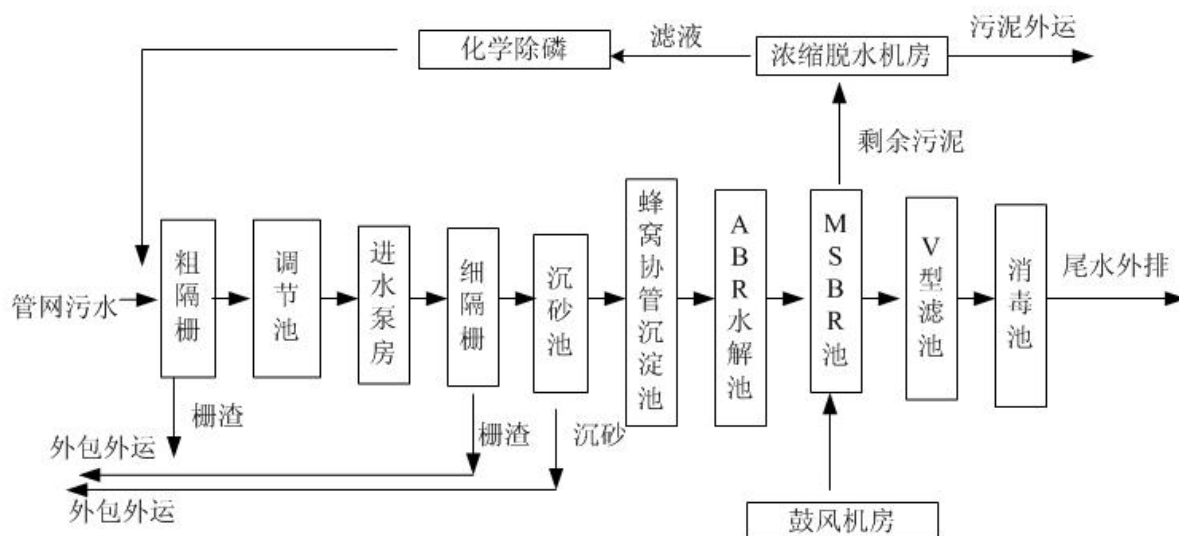 化学除磷
滤液
浓缩脱水机房
污泥外运
剩余污泥
管网污水
粗隔栅
调节池
进水泵房
细隔栅
沉砂池
蜂窝协管沉淀池
ABR水解池
MSBR池
V型滤池
消毒池
尾水外排
栅渣
外包外运
栅渣
沉砂
外包外运
鼓风机房